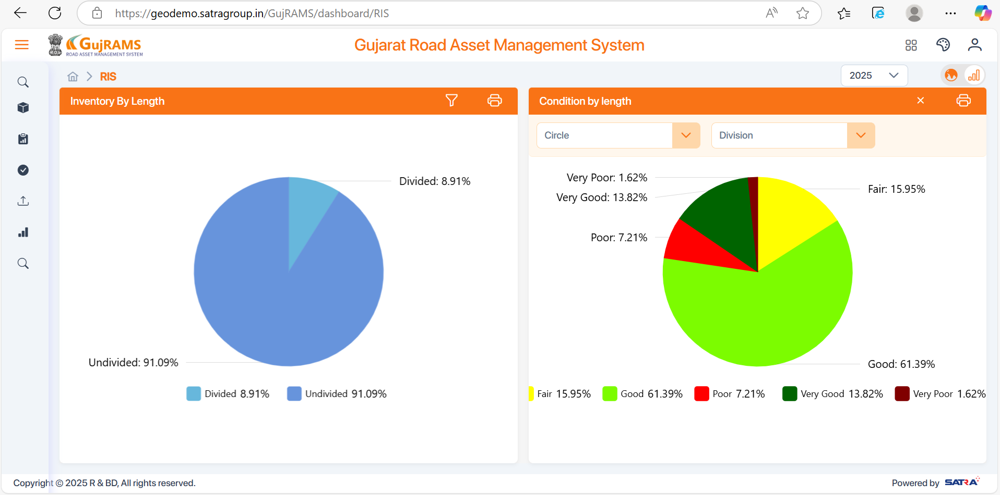 https://geodemo.satragroup.in/GujRAMS/dashboard/RIS
GujRAMS
ROAD ASSET MANAGEMENT SYSTEM
Gujarat Road Asset Management System
RIS
2025
Inventory By Length
Divided: 8.91%
Undivided: 91.09%
Divided 8.91% Undivided 91.09%
Condition by length
Circle Division
Very Poor: 1.62%
Fair: 15.95%
Very Good: 13.82%
Poor: 7.21%
Good: 61.39%
Fair 15.95% Good 61.39% Poor 7.21% Very Good 13.82% Very Poor 1.62%
Copyright © 2025 R & BD, All rights reserved.
Powered by SATRA